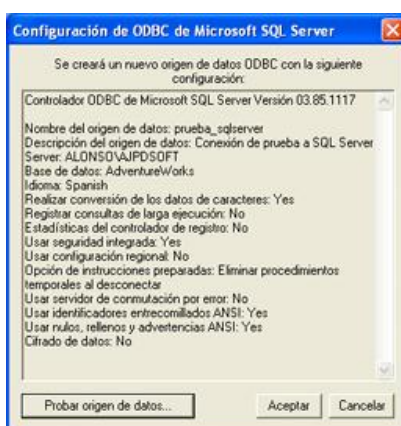 Configuración de ODBC de Microsoft SQL Server
Se creará un nuevo origen de datos ODBC con la siguiente
configuración:
Controlador ODBC de Microsoft SQL Server Versión 03.85.1117
Nombre del origen de datos: prueba_sqlserver
Descripción del origen de datos: Conexión de prueba a SQL Server
Server: ALONSO\AJPDSOFT
Base de datos: AdventureWorks
Idioma: Spanish
Realizar conversión de los datos de caracteres: Yes
Registrar consultas de larga ejecución: No
Estadísticas del controlador de registro: No
Usar seguridad integrada: Yes
Usar configuración regional: No
Opción de instrucciones preparadas: Eliminar procedimientos
temporales al desconectar
Usar servidor de conmutación por error: No
Usar identificadores entrecomillados ANSI: Yes
Usar nulos, rellenos y advertencias ANSI: Yes
Cifrado de datos: No
Probar origen de datos... Aceptar Cancelar